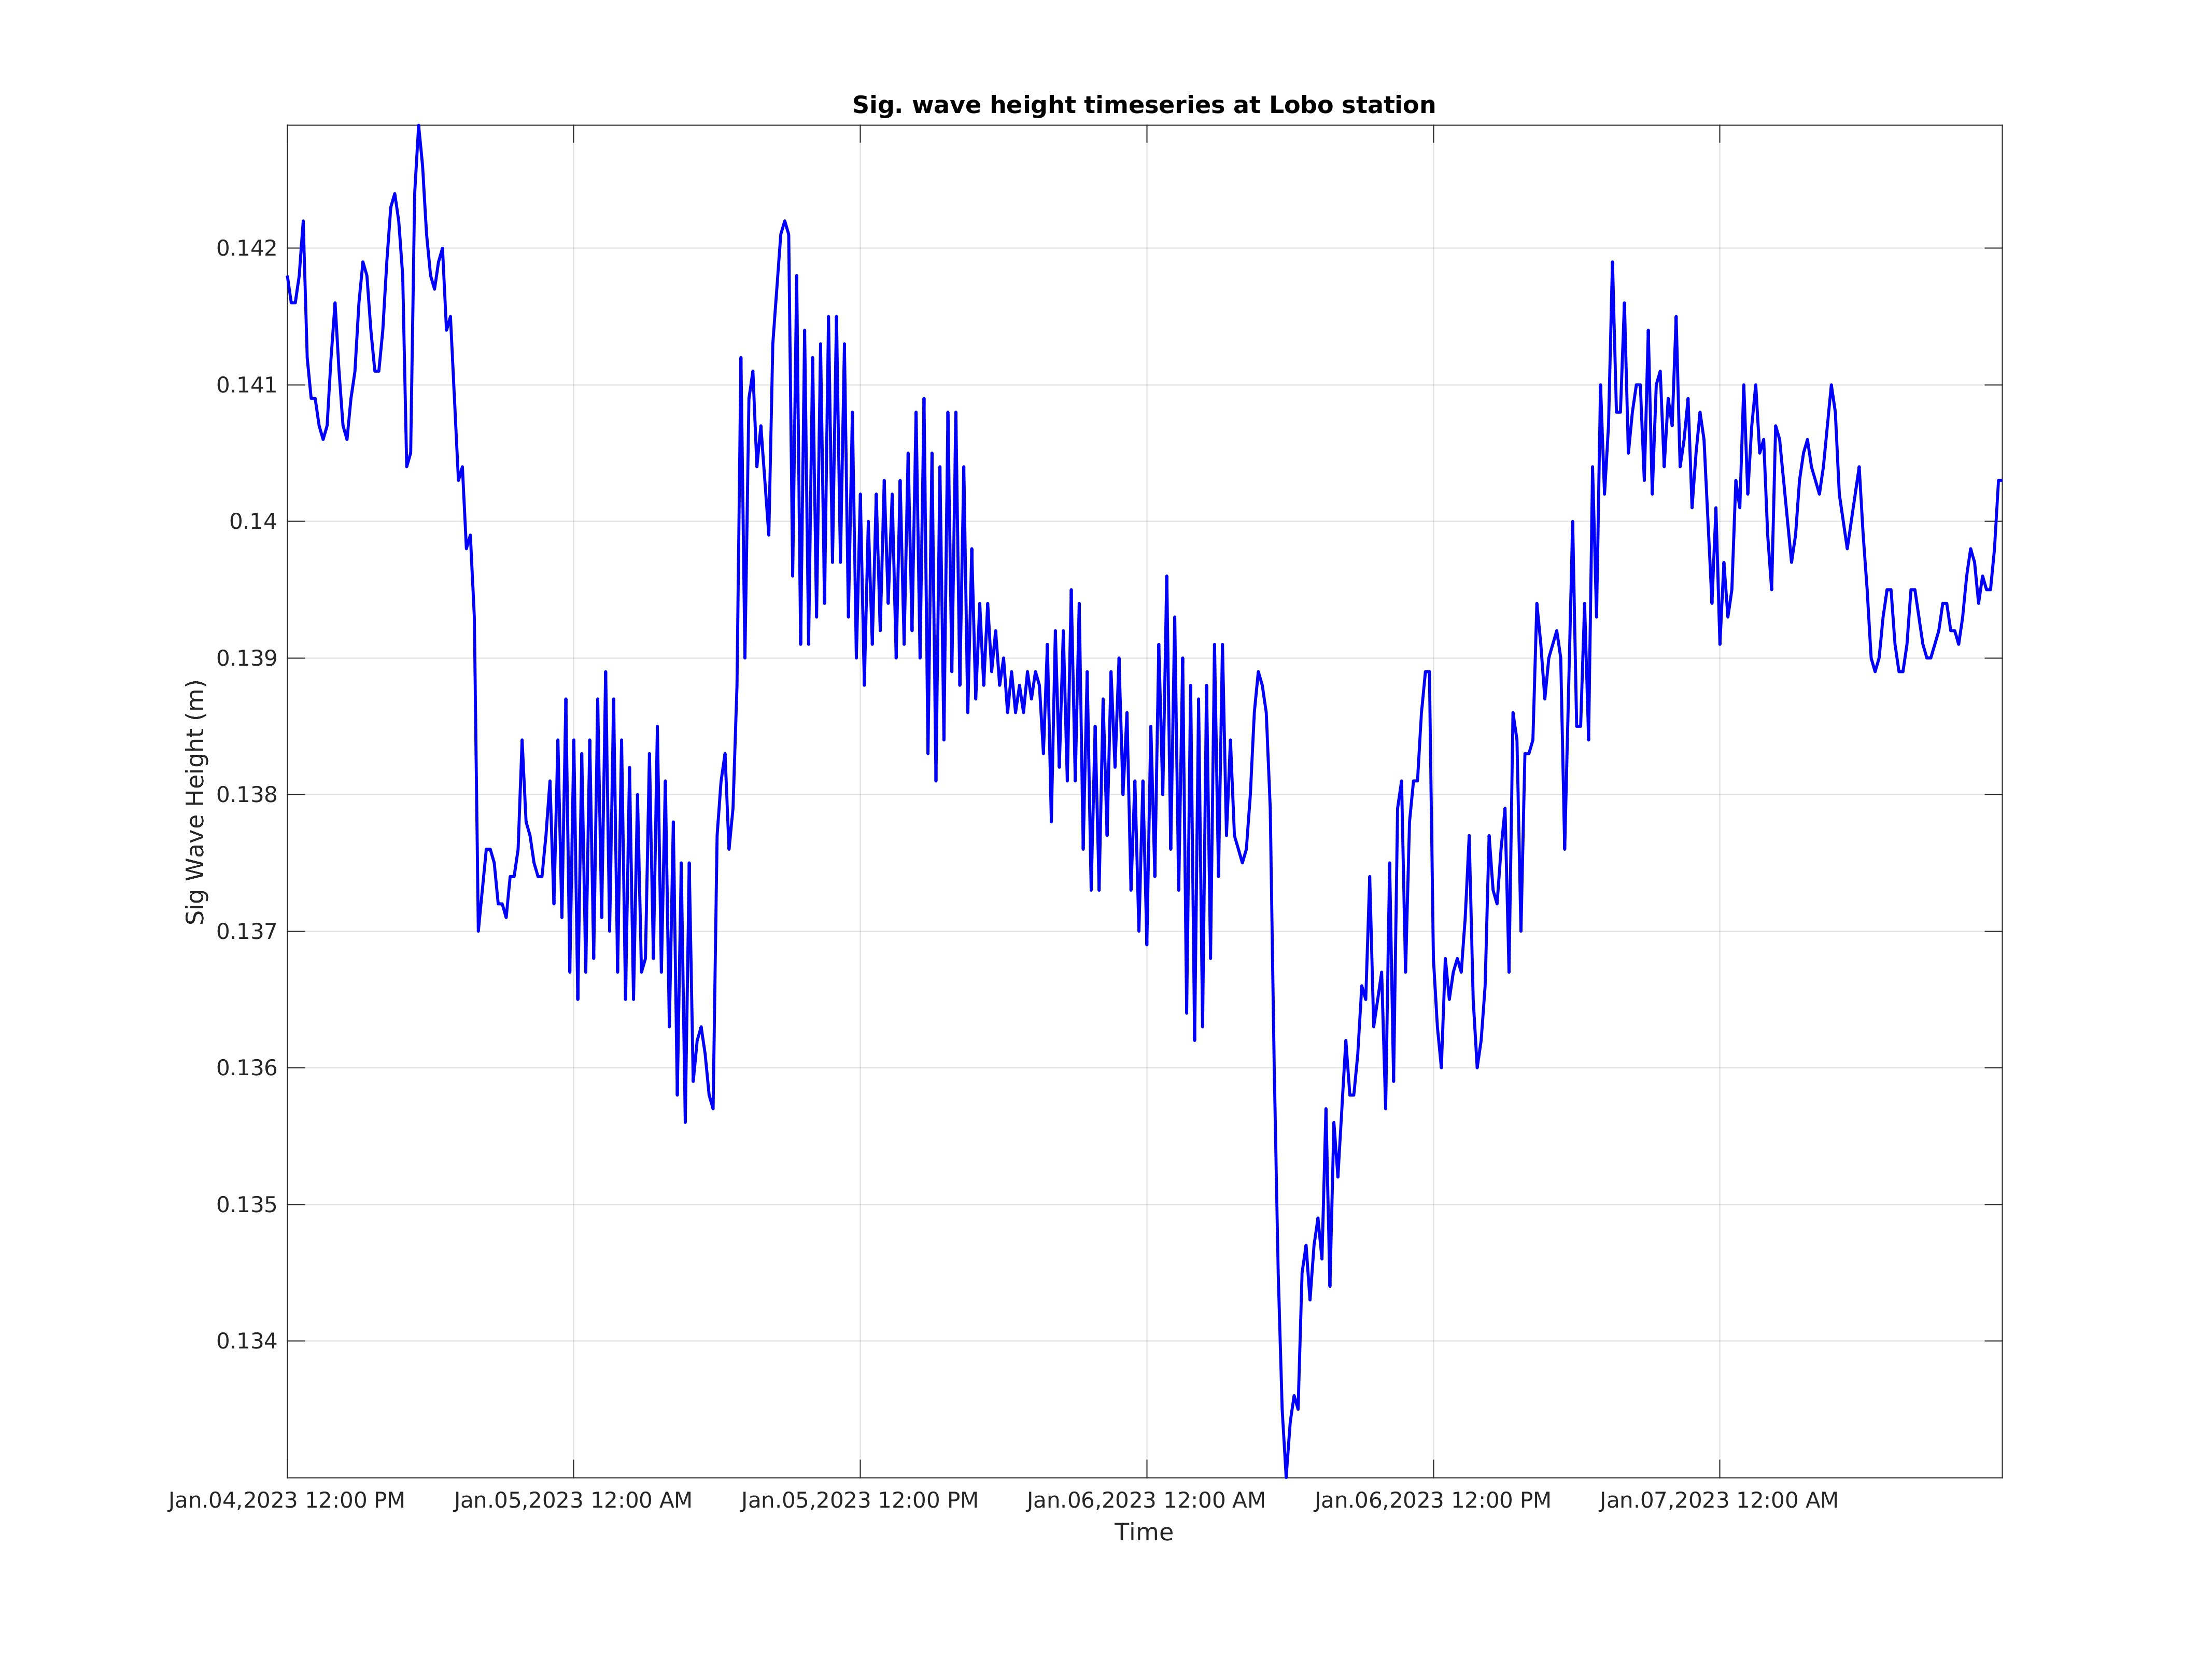 Sig. wave height timeseries at Lobo station
Sig Wave Height (m)
0.142
0.141
0.14
0.139
0.138
0.137
0.136
0.135
0.134
Jan.04,2023 12:00 PM
Jan.05,2023 12:00 AM
Jan.05,2023 12:00 PM
Jan.06,2023 12:00 AM
Jan.06,2023 12:00 PM
Jan.07,2023 12:00 AM
Time